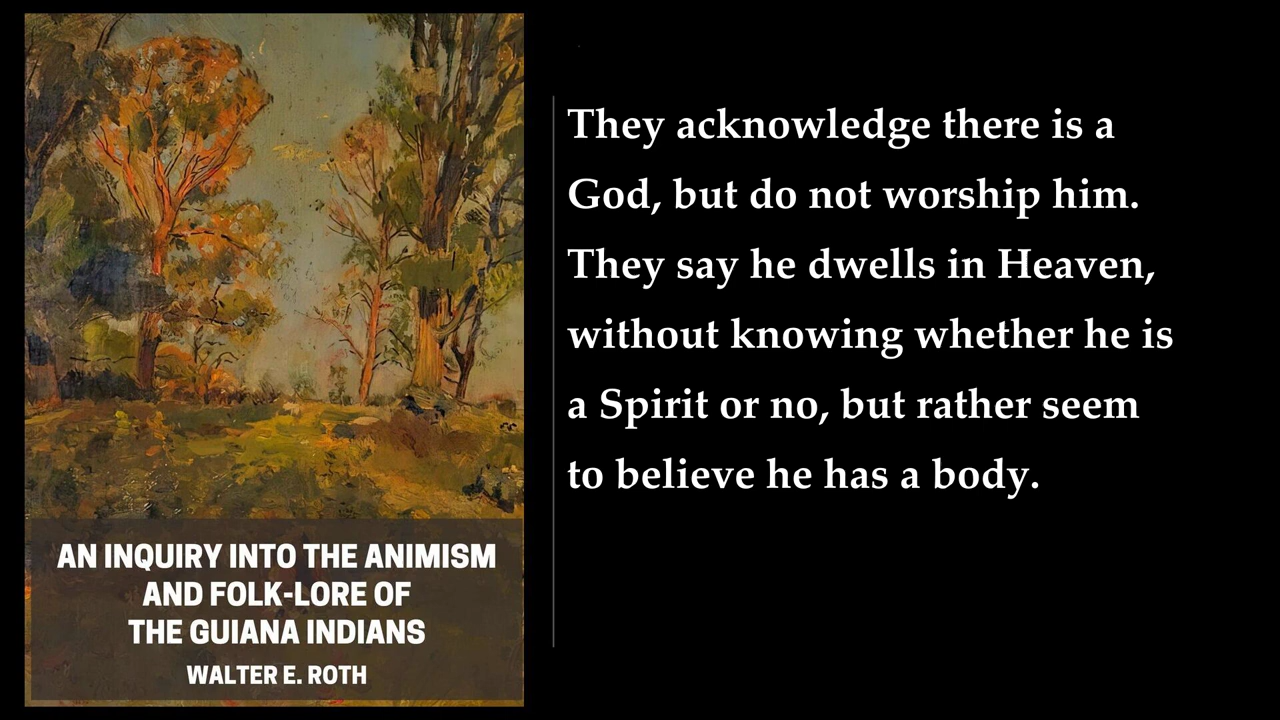 They acknowledge there is a
God, but do not worship him.
They say he dwells in Heaven,
without knowing whether he is
a Spirit or no, but rather seem
to believe he has a body.
AN INQUIRY INTO THE ANIMISM
AND FOLK-LORE OF
THE GUIANA INDIANS
WALTER E. ROTH